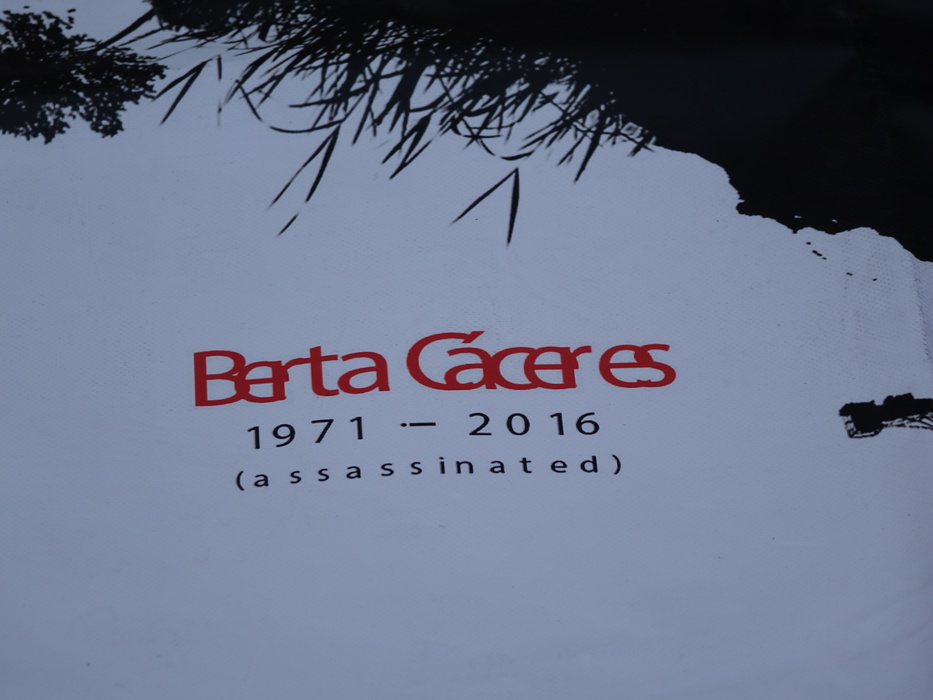 Berta Cáceres
1971 – 2016
(assassinated)